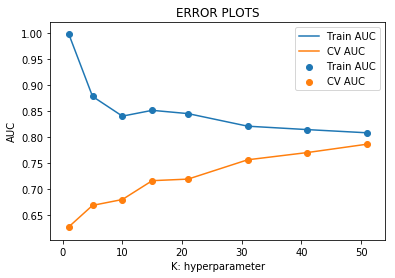 ERROR PLOTS
Train AUC
CV AUC
Train AUC
CV AUC
AUC
1.00
0.95
0.90
0.85
0.80
0.75
0.70
0.65
0
10
20
30
40
50
K: hyperparameter